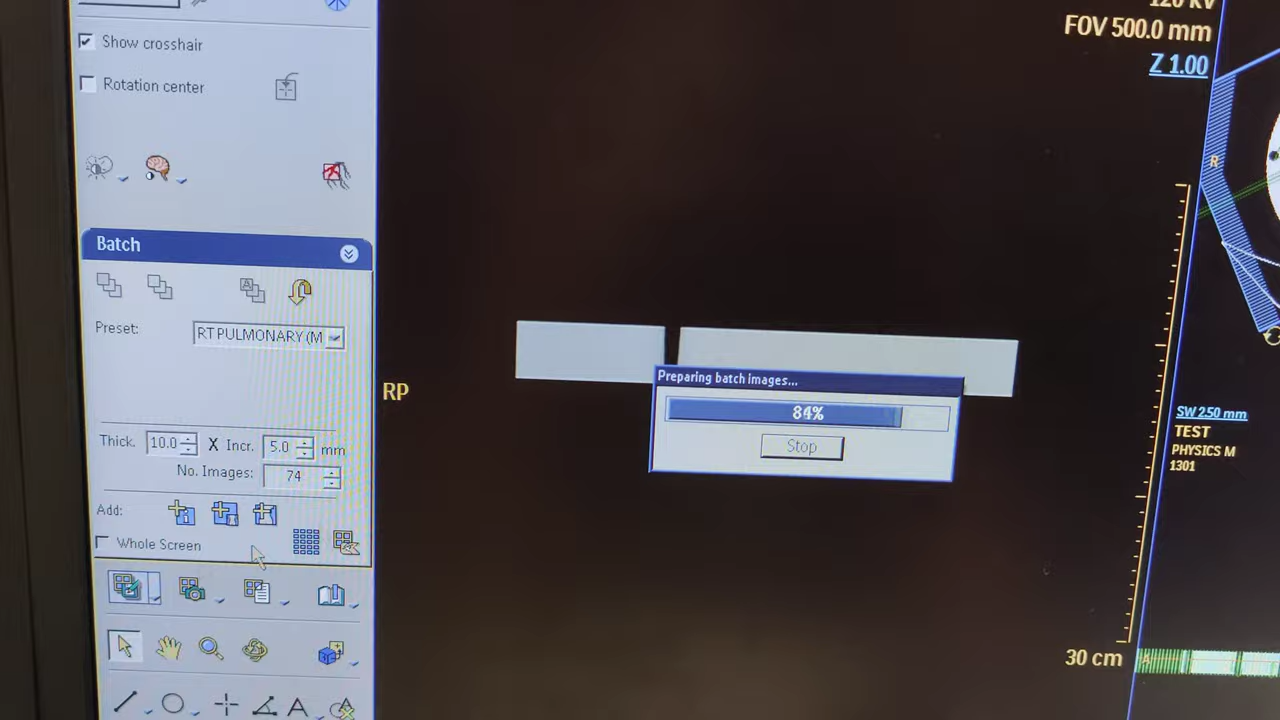 120 KV
FOV 500.0 mm
Z 1.00
Show crosshair
Rotation center
R
Batch
Preset: RT PULMONARY (M
RP
Preparing batch images...
84%
Stop
SW 2.50 mm
TEST
PHYSICS M
1301
Thick. 10.0 X Incr. 5.0 mm
No. Images: 74
Add:
Whole Screen
30 cm
A